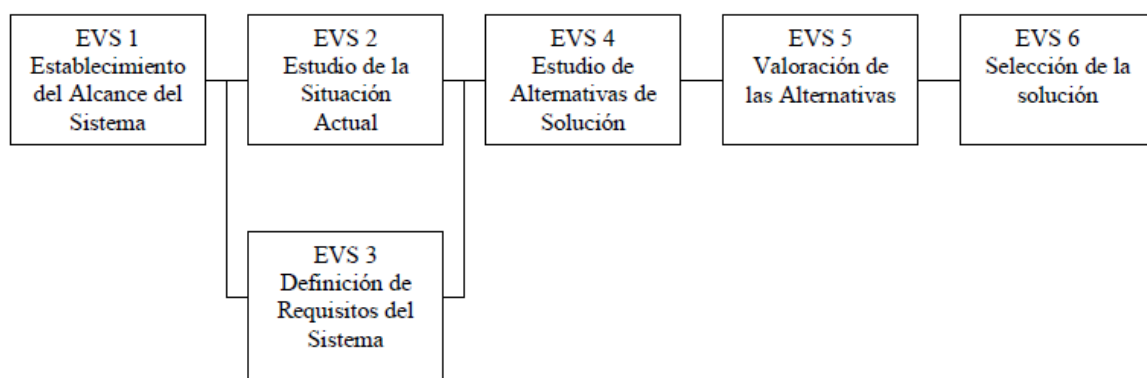 EVS 1
Establecimiento
del Alcance del
Sistema
EVS 2
Estudio de la
Situación
Actual
EVS 4
Estudio de
Alternativas de
Solución
EVS 5
Valoración de
las Alternativas
EVS 6
Selección de la
solución
EVS 3
Definición de
Requisitos del
Sistema